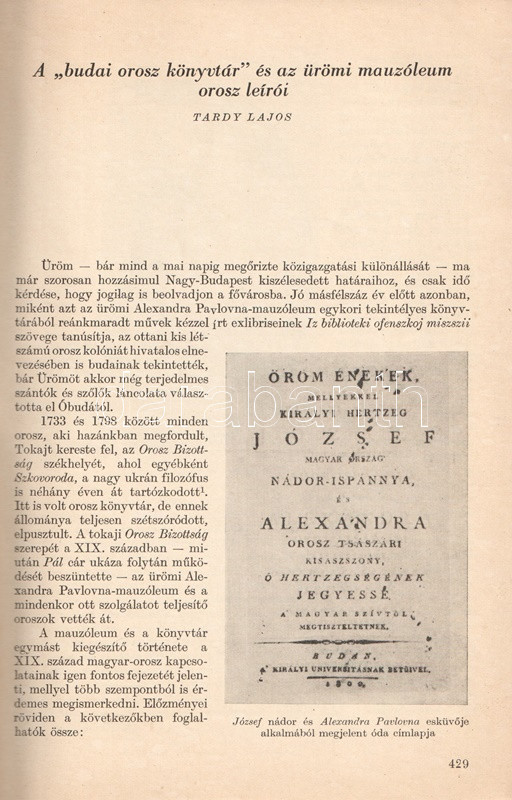 A „budai orosz könyvtár” és az ürömi mauzóleum
orosz leírói
TARDY LAJOS
Üröm — bár mind a mai napig megőrizte közigazgatási különállását — ma
már szorosan hozzásimul Nagy-Budapest kiszélesedett határaihoz, és csak idő
kérdése, hogy jogilag is beolvadjon a fővárosba. Jó másfélszáz év előtt azonban,
miként azt az ürömi Alexandra Pavlovna-mauzóleum egykori tekintélyes könyv-
tárából reánkmaradt művek kézzel írt exlibriseinek Iz biblioteki ofenszkoj misszii
szövege tanúsítja, az ottani kis lét-
számú orosz kolóniát hivatalos elne-
vezésében is budainak tekintették,
bár Ürömöt akkor még terjedelmes
szántók és szőlők láncolata válasz-
totta el Óbudától.
1733 és 1798 között minden
orosz, aki hazánkban megfordult,
Tokajt kereste fel, az Orosz Bizott-
ság székhelyét, ahol egyébként
Szkovoroda, a nagy ukrán filozófus
is néhány éven át tartózkodott¹.
Itt is volt orosz könyvtár, de ennek
állománya teljesen szétszóródott,
elpusztult. A tokaji Orosz Bizottság
szerepét a XIX. században — mi-
után Pál cár ukáza folytán műkö-
dését beszüntette — az ürömi Ale-
xandra Pavlovna-mauzóleum és a
mindenkor ott szolgálatot teljesítő
oroszok vették át.
A mauzóleum és a könyvtár
egymást kiegészítő története a
XIX. század magyar-orosz kapcso-
latainak igen fontos fejezetét jelen-
ti, mellyel több szempontból is ér-
demes megismerkedni. Előzményei
röviden a következőkben foglal-
hatók össze:
ÖRÖM ÉNEKEK,
MELLYEKKEL
KIRÁLYI HERTZEG
JÓZSEF
MAGYAR ORSZÁG'
NÁDOR-ISPÁNNYA,
ÉS
ALEXANDRA
OROSZ TSÁSZÁRI
KISASZSZONY,
Ő HERTZEGSÉGÉNEK
JEGYESSE,
A' MAGYAR SZÍVTŐL
MEGTISZTELTETNEK.
BUDÁN,
A' KIRÁLYI UNIVERSITÁSNAK BETŰIVEL,
1800.
József nádor és Alexandra Pavlovna esküvője
alkalmából megjelent óda címlapja
429
darabanth